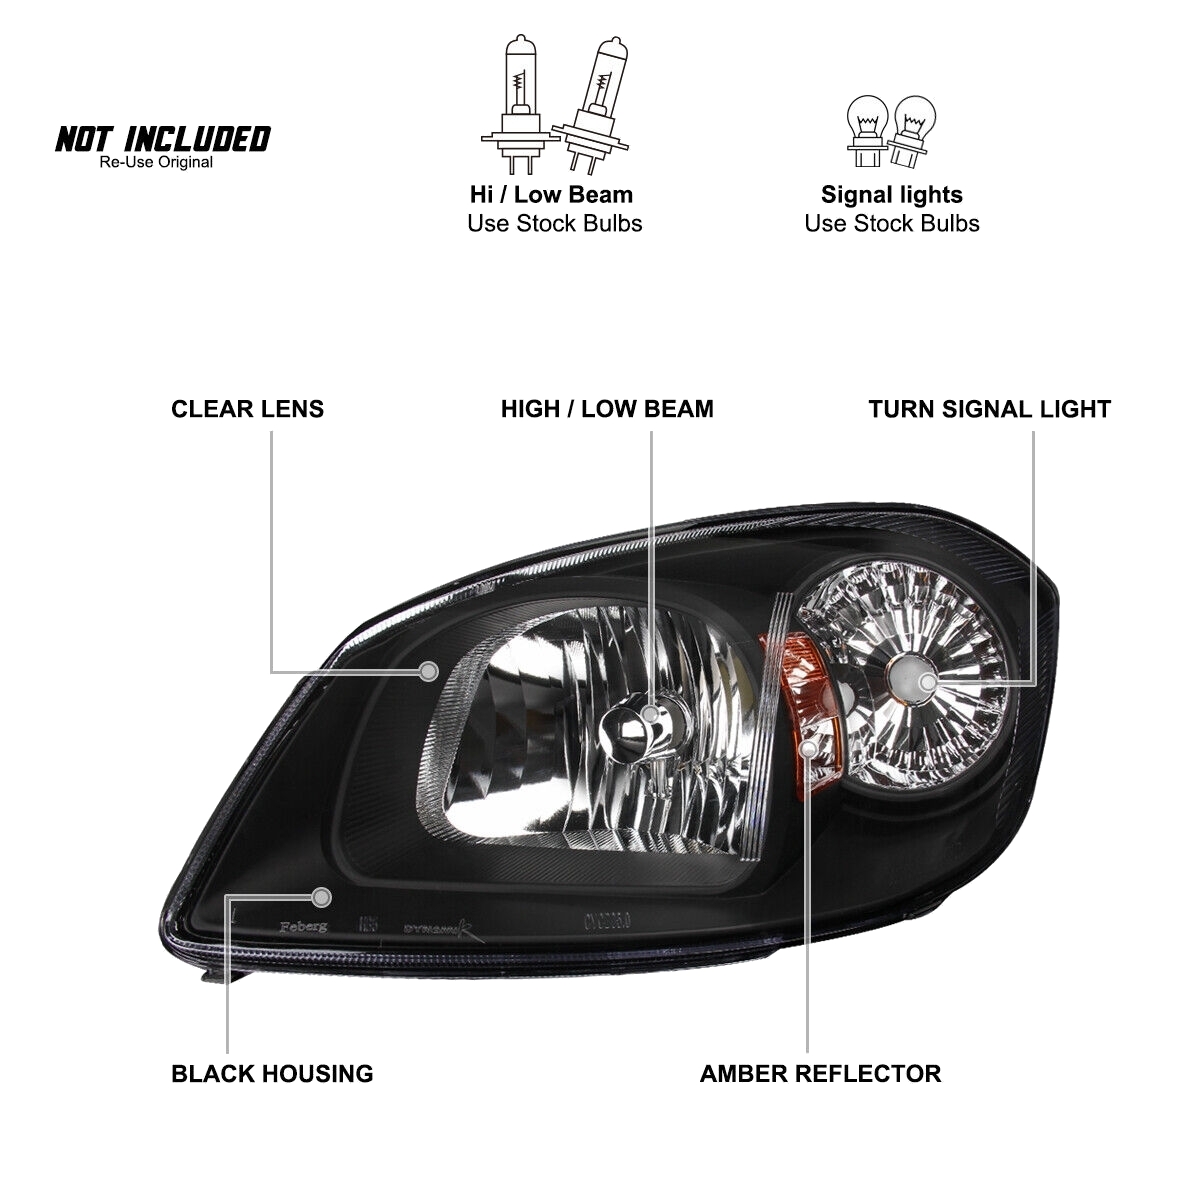 NOT INCLUDED
Re-Use Original
Hi / Low Beam
Use Stock Bulbs
Signal lights
Use Stock Bulbs
CLEAR LENS
HIGH / LOW BEAM
TURN SIGNAL LIGHT
Feberg
BLACK HOUSING
AMBER REFLECTOR